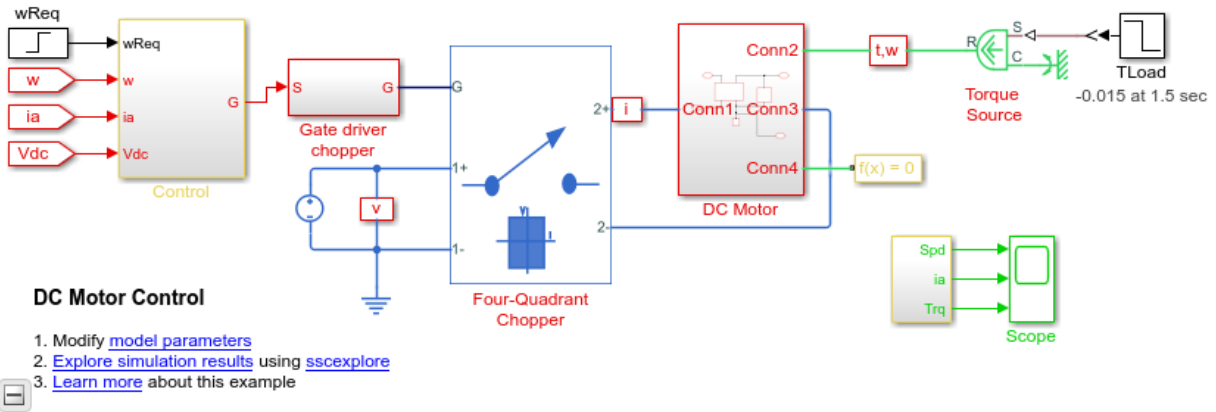 wReq
wReq
w
w
ia
ia
Vdc
Vdc
G
Control
S
G
Gate driver
chopper
G
1+
1-
v
2+
2-
V
I
Four-Quadrant
Chopper
i
Conn1
Conn2
Conn3
Conn4
DC Motor
t,w
R
S
C
Torque
Source
TLoad
-0.015 at 1.5 sec
f(x) = 0
Spd
ia
Trq
Scope
DC Motor Control
1. Modify model parameters
2. Explore simulation results using sscexplore
3. Learn more about this example